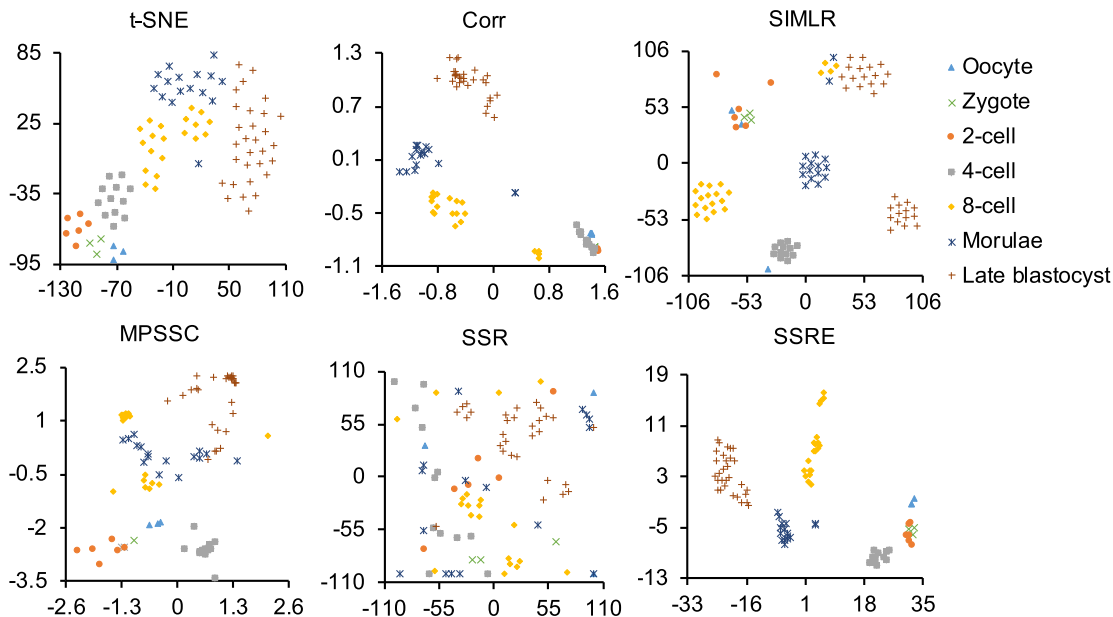 t-SNE
85
25
-35
-95
-130 -70 -10 50 110
Corr
1.3
0.7
0.1
-0.5
-1.1
-1.6 -0.8 0 0.8 1.6
SIMLR
106
53
0
-53
-106
-106 -53 0 53 106
Oocyte
Zygote
2-cell
4-cell
8-cell
Morulae
Late blastocyst
MPSSC
2.5
1
-0.5
-2
-3.5
-2.6 -1.3 0 1.3 2.6
SSR
110
55
0
-55
-110
-110 -55 0 55 110
SSRE
19
11
3
-5
-13
-33 -16 1 18 35